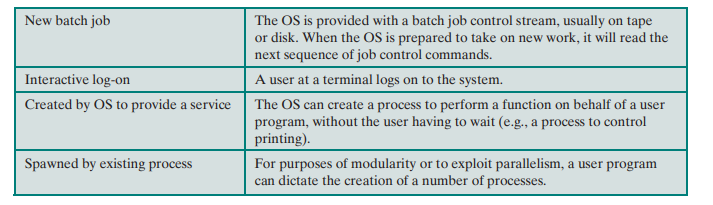 New batch job
The OS is provided with a batch job control stream, usually on tape
or disk. When the OS is prepared to take on new work, it will read the
next sequence of job control commands.
Interactive log-on
A user at a terminal logs on to the system.
Created by OS to provide a service
The OS can create a process to perform a function on behalf of a user
program, without the user having to wait (e.g., a process to control
printing).
Spawned by existing process
For purposes of modularity or to exploit parallelism, a user program
can dictate the creation of a number of processes.